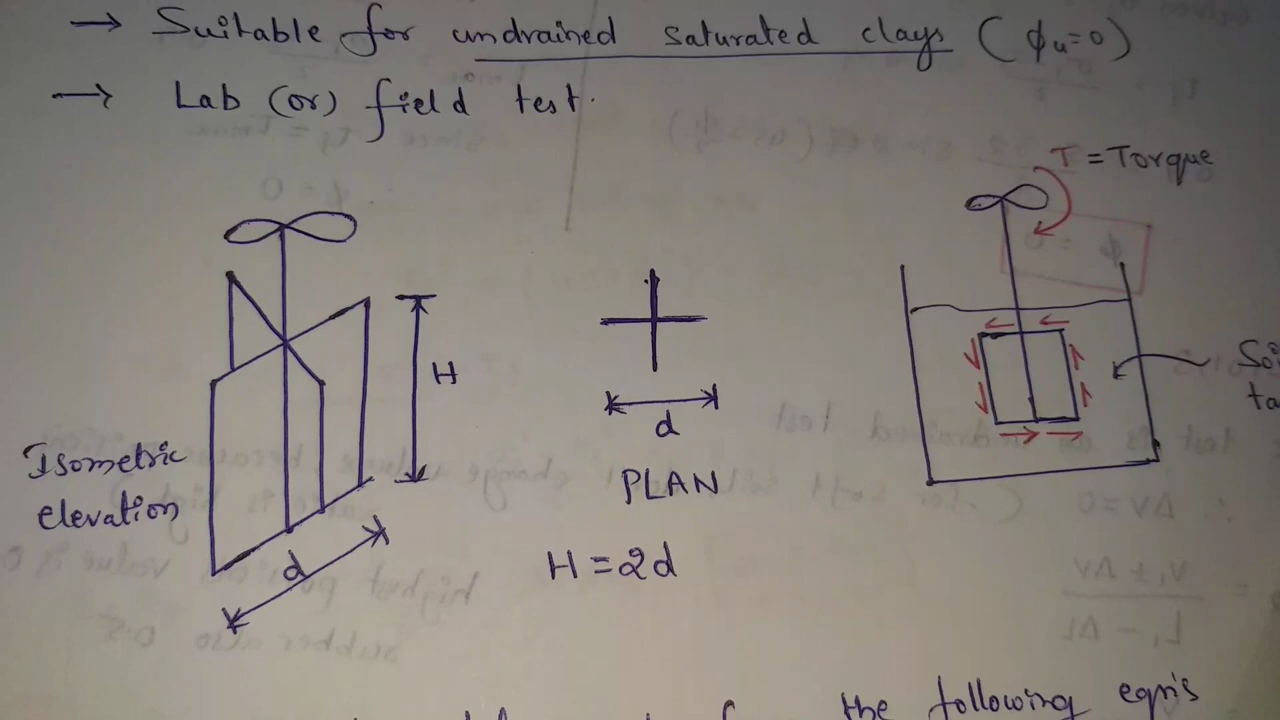 → Suitable for undrained saturated clays (ϕu=0)
→ Lab (or) field test.
T = Torque
H
d
PLAN
Isometric
elevation
d
H = 2d
the following eqn's